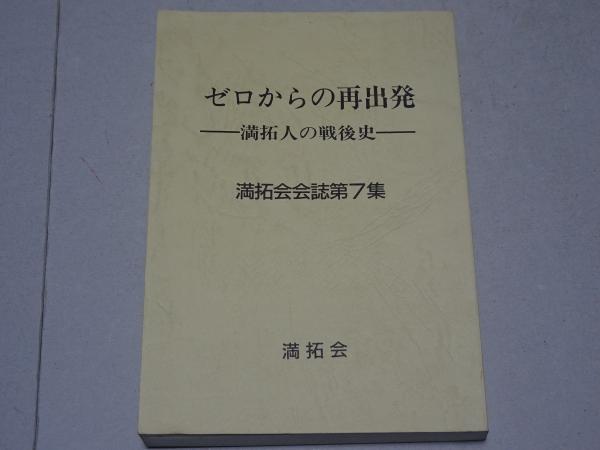 ゼロからの再出発
――満拓人の戦後史――
満拓会会誌第7集
満拓会